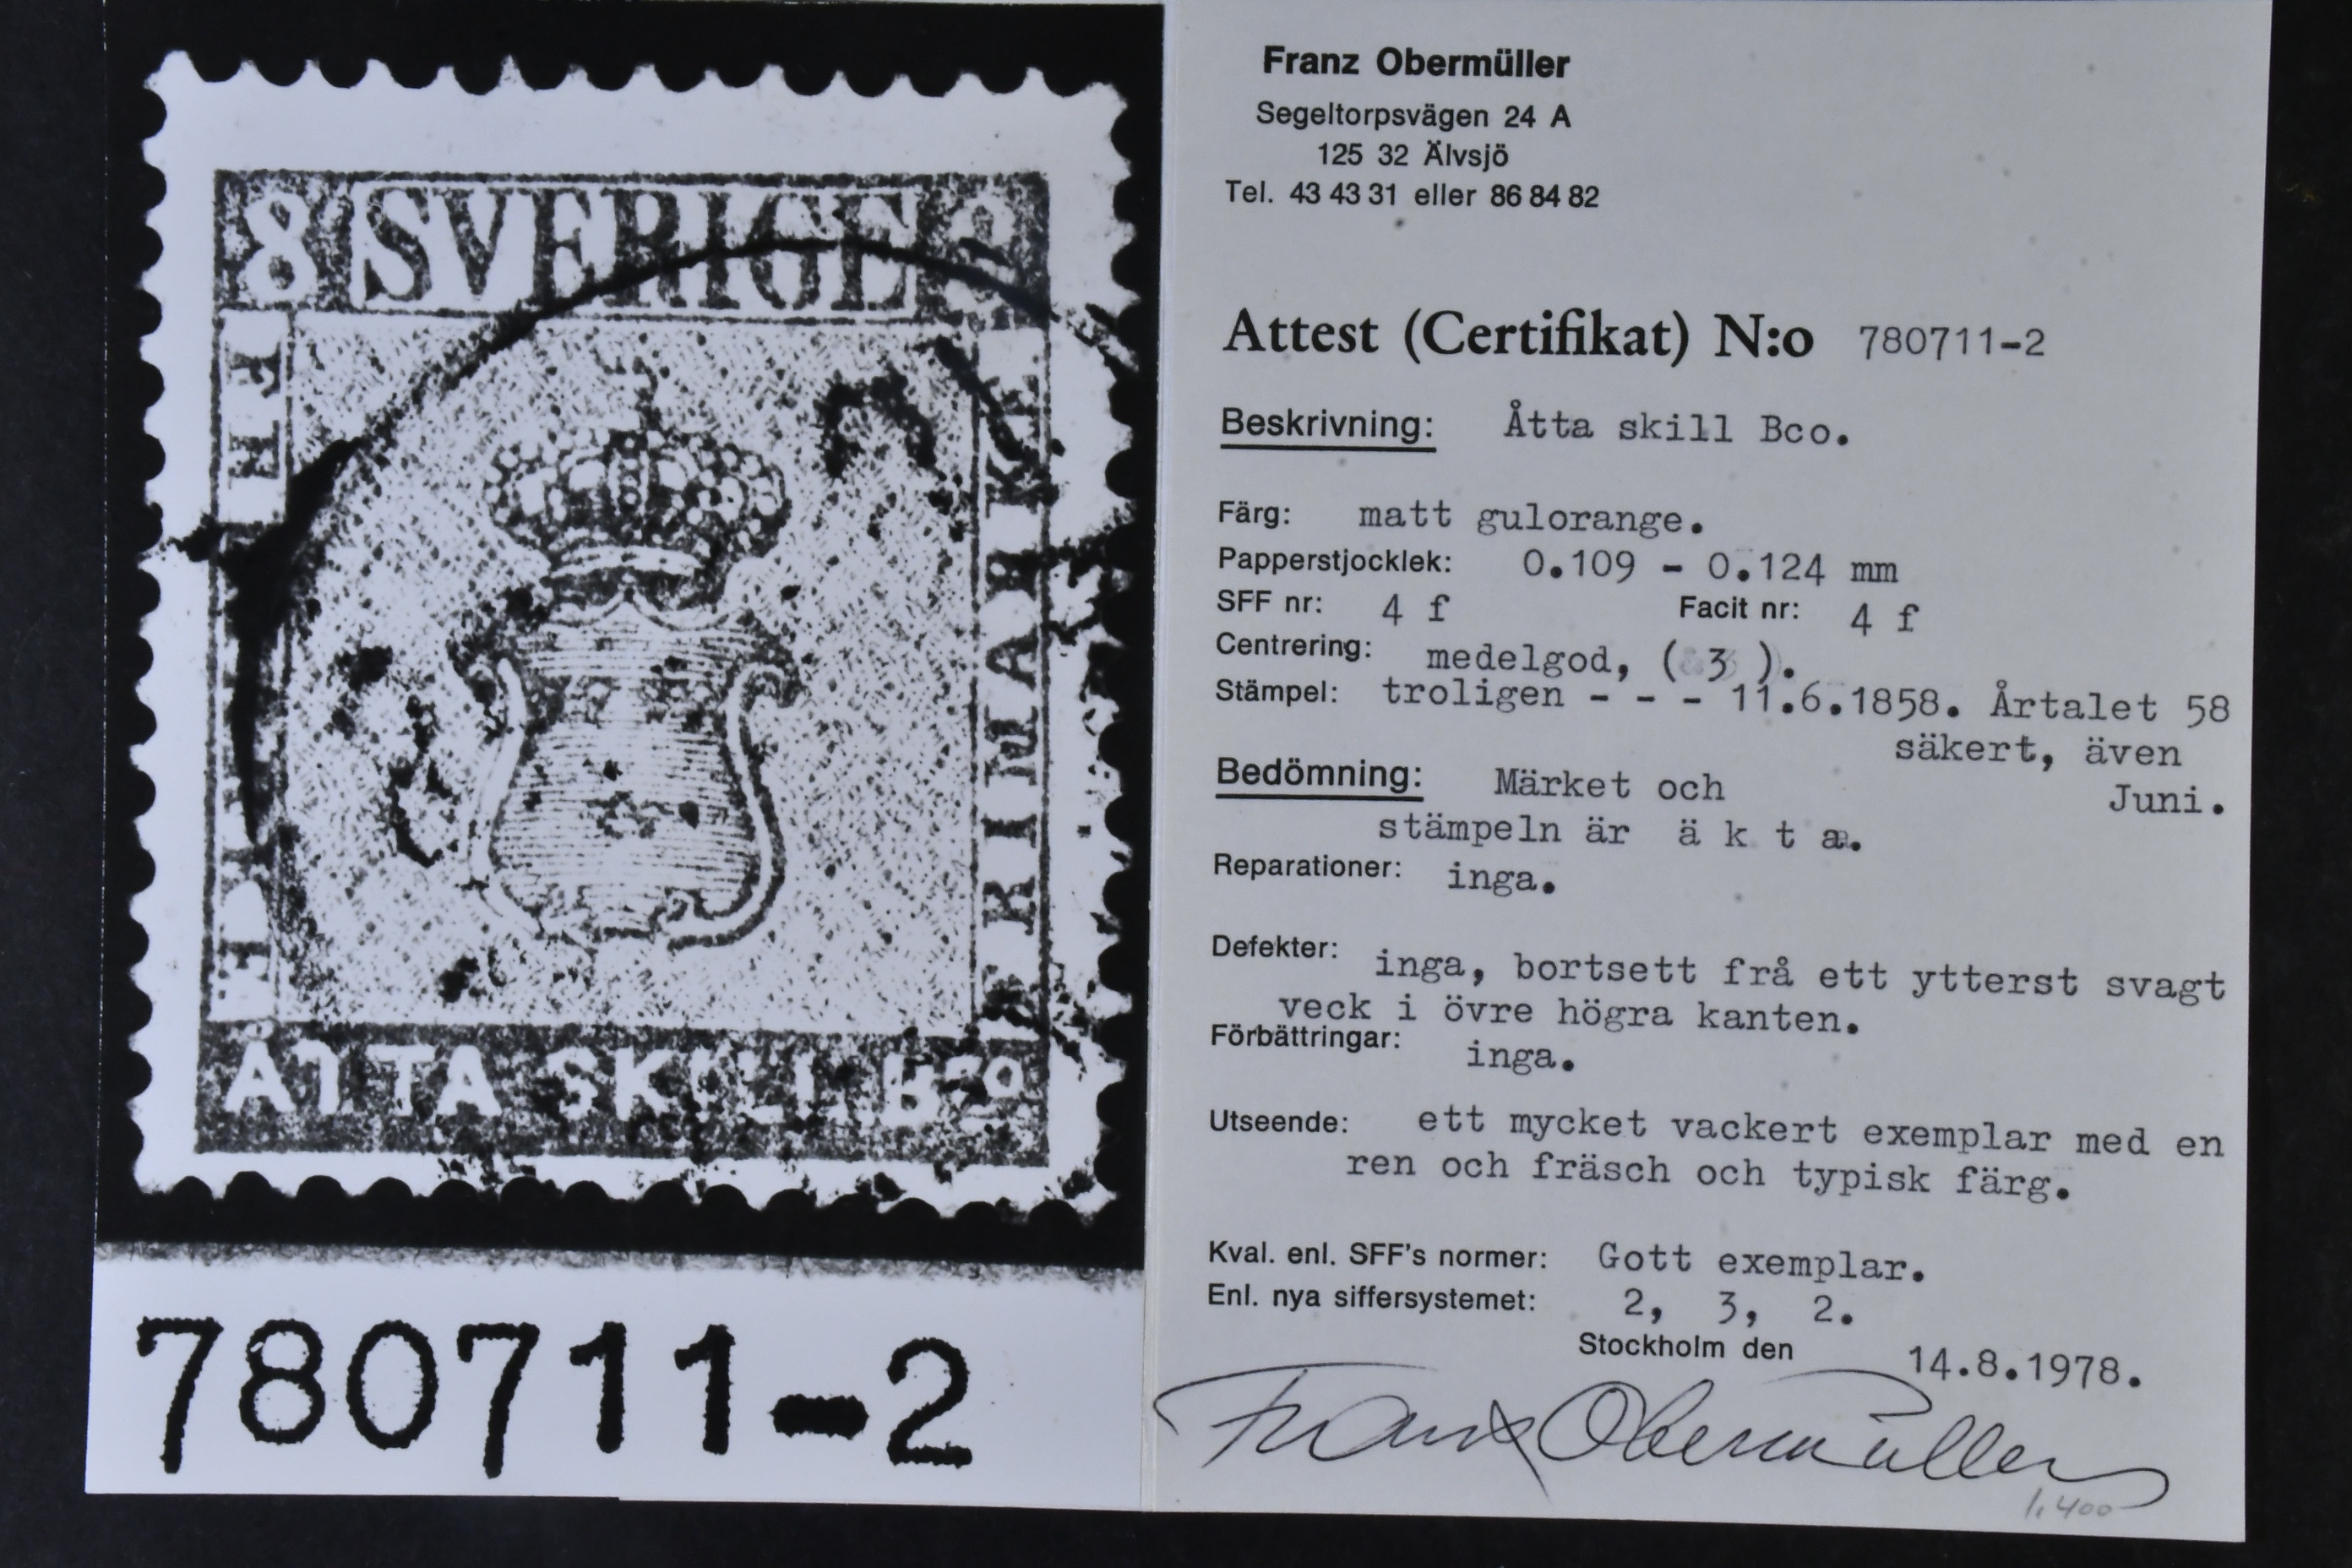 8 SVERIGE 8
FRIMÄRKE
ÅTTA SKILL. Bco
780711-2
Franz Obermüller
Segeltorpsvägen 24 A
125 32 Älvsjö
Tel. 43 43 31 eller 86 84 82
Attest (Certifikat) N:o 780711-2
Beskrivning: Åtta skill Bco.
Färg: matt gulorange.
Papperstjocklek: 0.109 - 0.124 mm
SFF nr: 4 f Facit nr: 4 f
Centrering: medelgod, ( 3 ).
Stämpel: troligen - - - 11.6.1858. Årtalet 58
säkert, även
Juni.
Bedömning: Märket och
stämpeln är ä k t a.
Reparationer: inga.
Defekter: inga, bortsett frå ett ytterst svagt
veck i övre högra kanten.
Förbättringar: inga.
Utseende: ett mycket vackert exemplar med en
ren och fräsch och typisk färg.
Kval. enl. SFF's normer: Gott exemplar.
Enl. nya siffersystemet: 2, 3, 2.
Stockholm den 14.8.1978.
Franz Obermüller
1,400